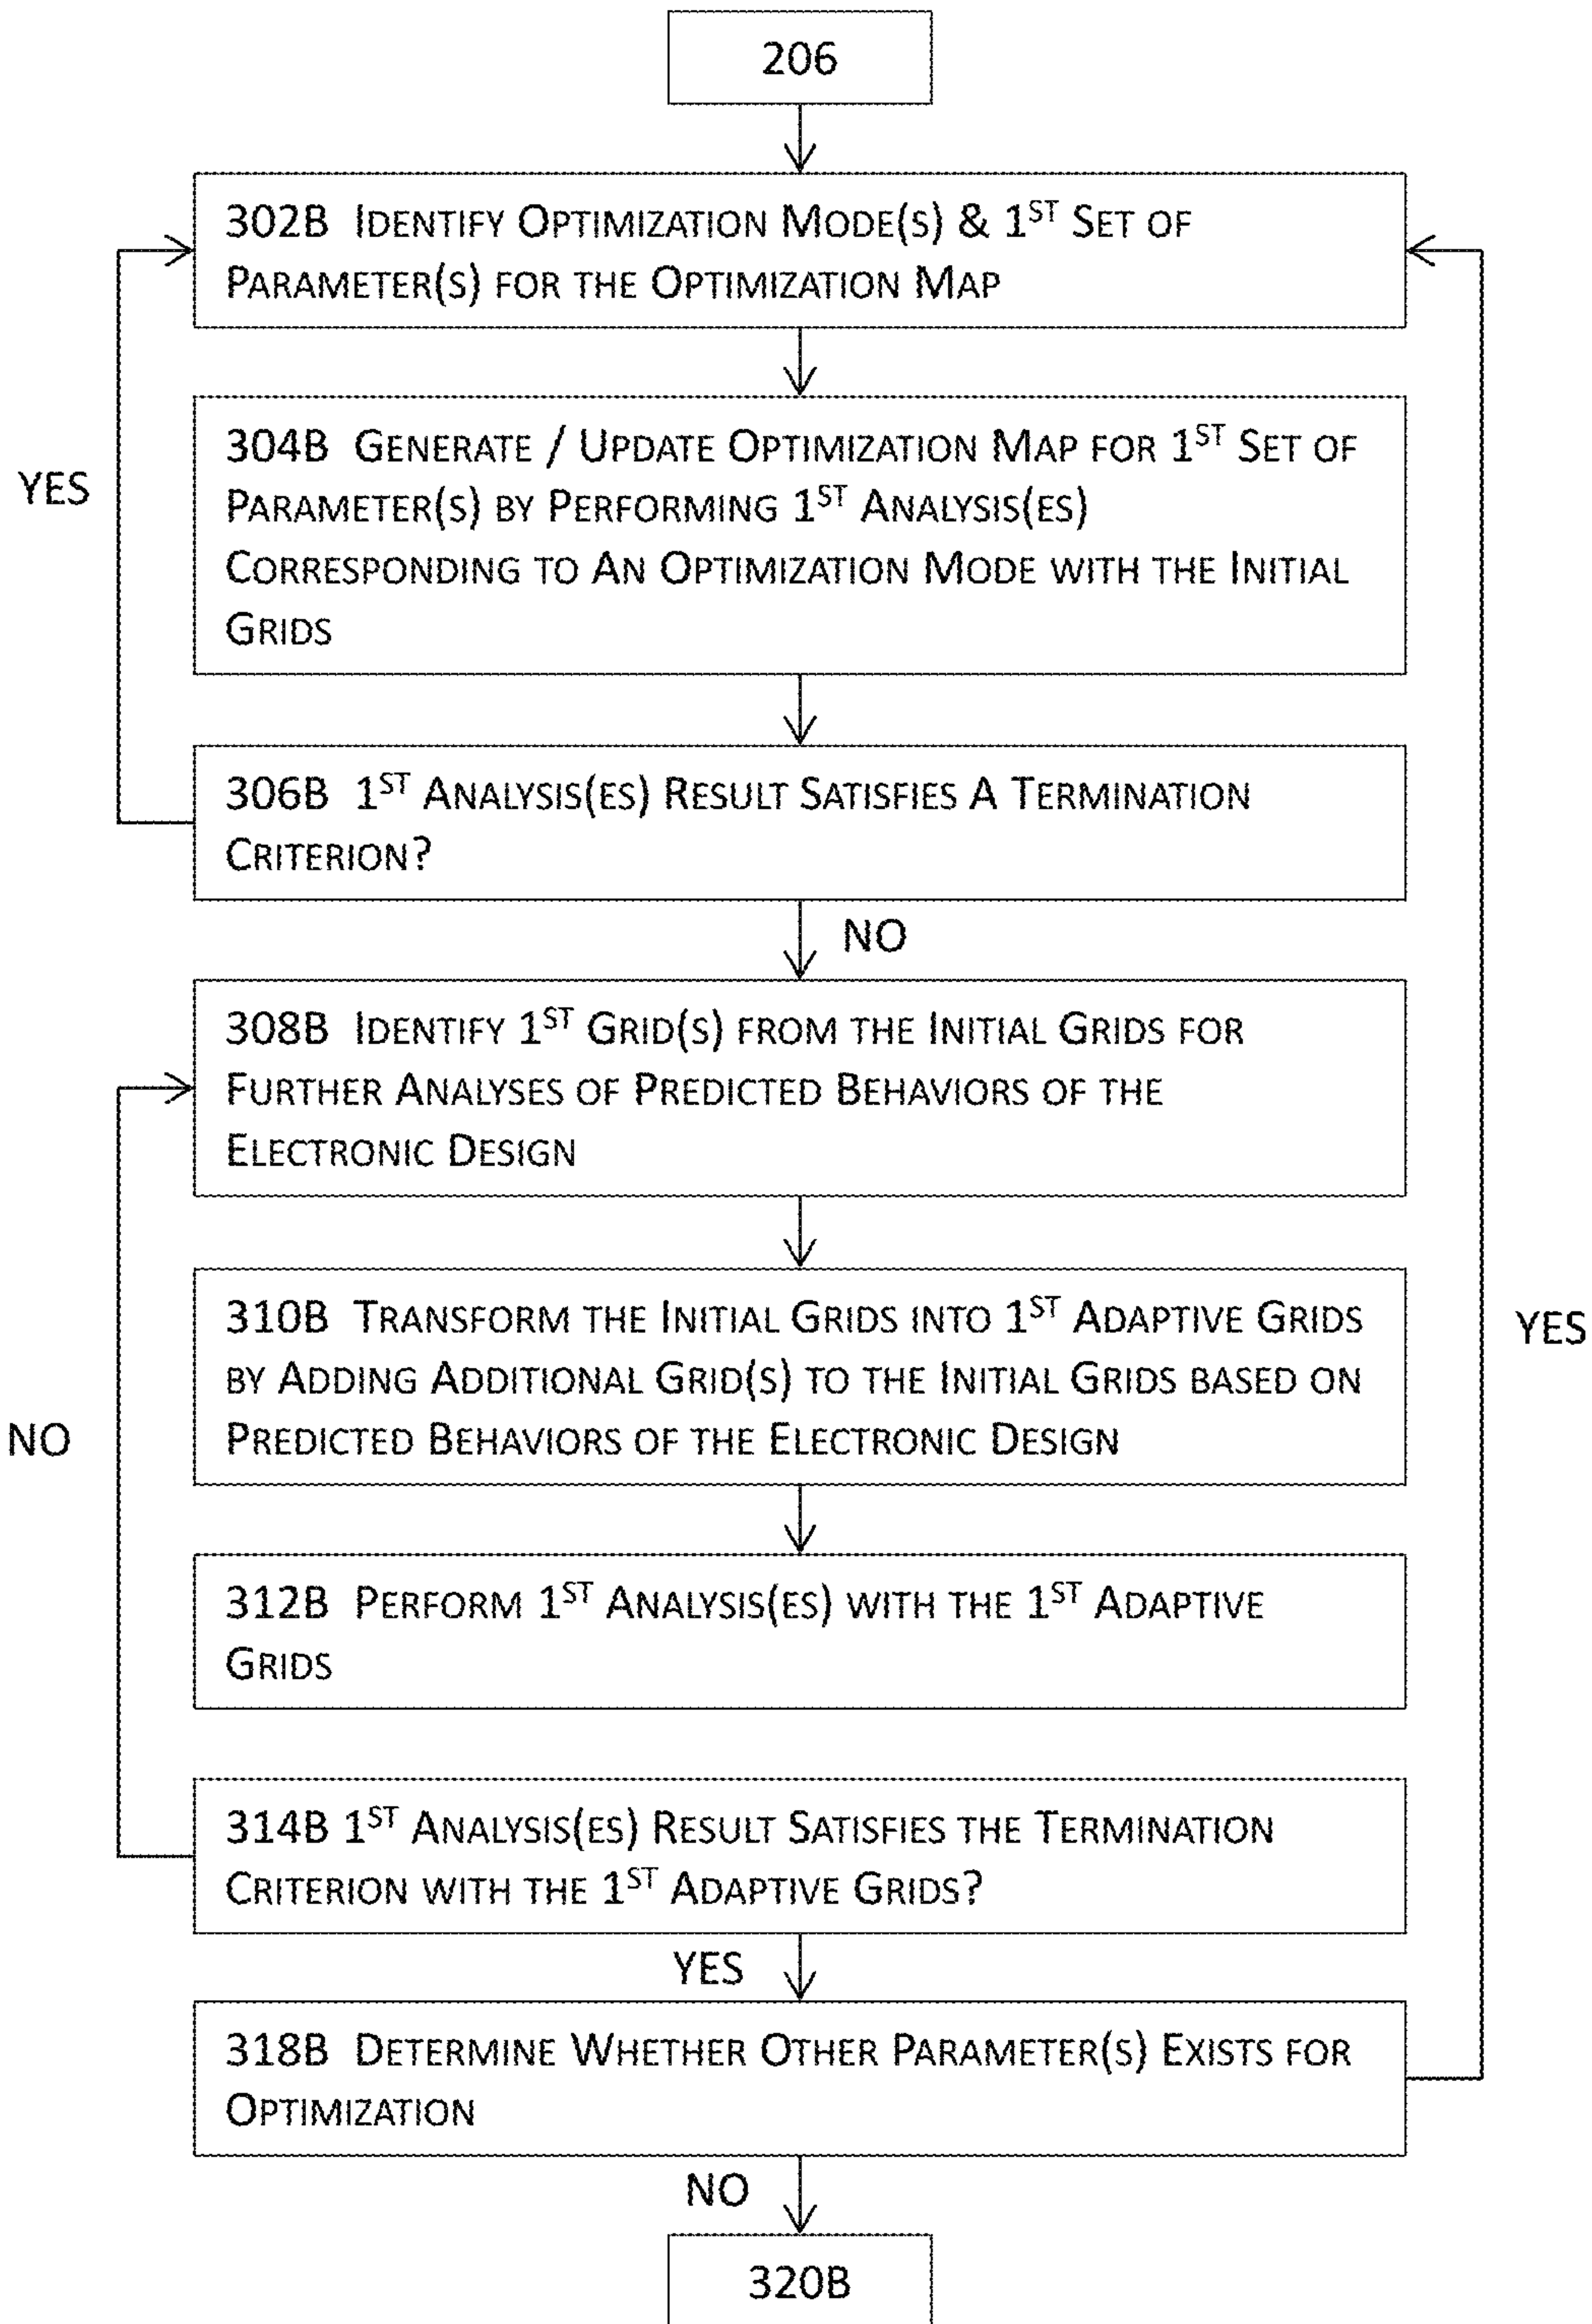 206
302B IDENTIFY OPTIMIZATION MODE(S) & 1ST SET OF
PARAMETER(S) FOR THE OPTIMIZATION MAP
304B GENERATE / UPDATE OPTIMIZATION MAP FOR 1ST SET OF
PARAMETER(S) BY PERFORMING 1ST ANALYSIS(ES)
CORRESPONDING TO AN OPTIMIZATION MODE WITH THE INITIAL
GRIDS
YES
306B 1ST ANALYSIS(ES) RESULT SATISFIES A TERMINATION
CRITERION?
NO
308B IDENTIFY 1ST GRID(S) FROM THE INITIAL GRIDS FOR
FURTHER ANALYSES OF PREDICTED BEHAVIORS OF THE
ELECTRONIC DESIGN
310B TRANSFORM THE INITIAL GRIDS INTO 1ST ADAPTIVE GRIDS
BY ADDING ADDITIONAL GRID(S) TO THE INITIAL GRIDS BASED ON
PREDICTED BEHAVIORS OF THE ELECTRONIC DESIGN
YES
NO
312B PERFORM 1ST ANALYSIS(ES) WITH THE 1ST ADAPTIVE
GRIDS
314B 1ST ANALYSIS(ES) RESULT SATISFIES THE TERMINATION
CRITERION WITH THE 1ST ADAPTIVE GRIDS?
YES
318B DETERMINE WHETHER OTHER PARAMETER(S) EXISTS FOR
OPTIMIZATION
NO
320B